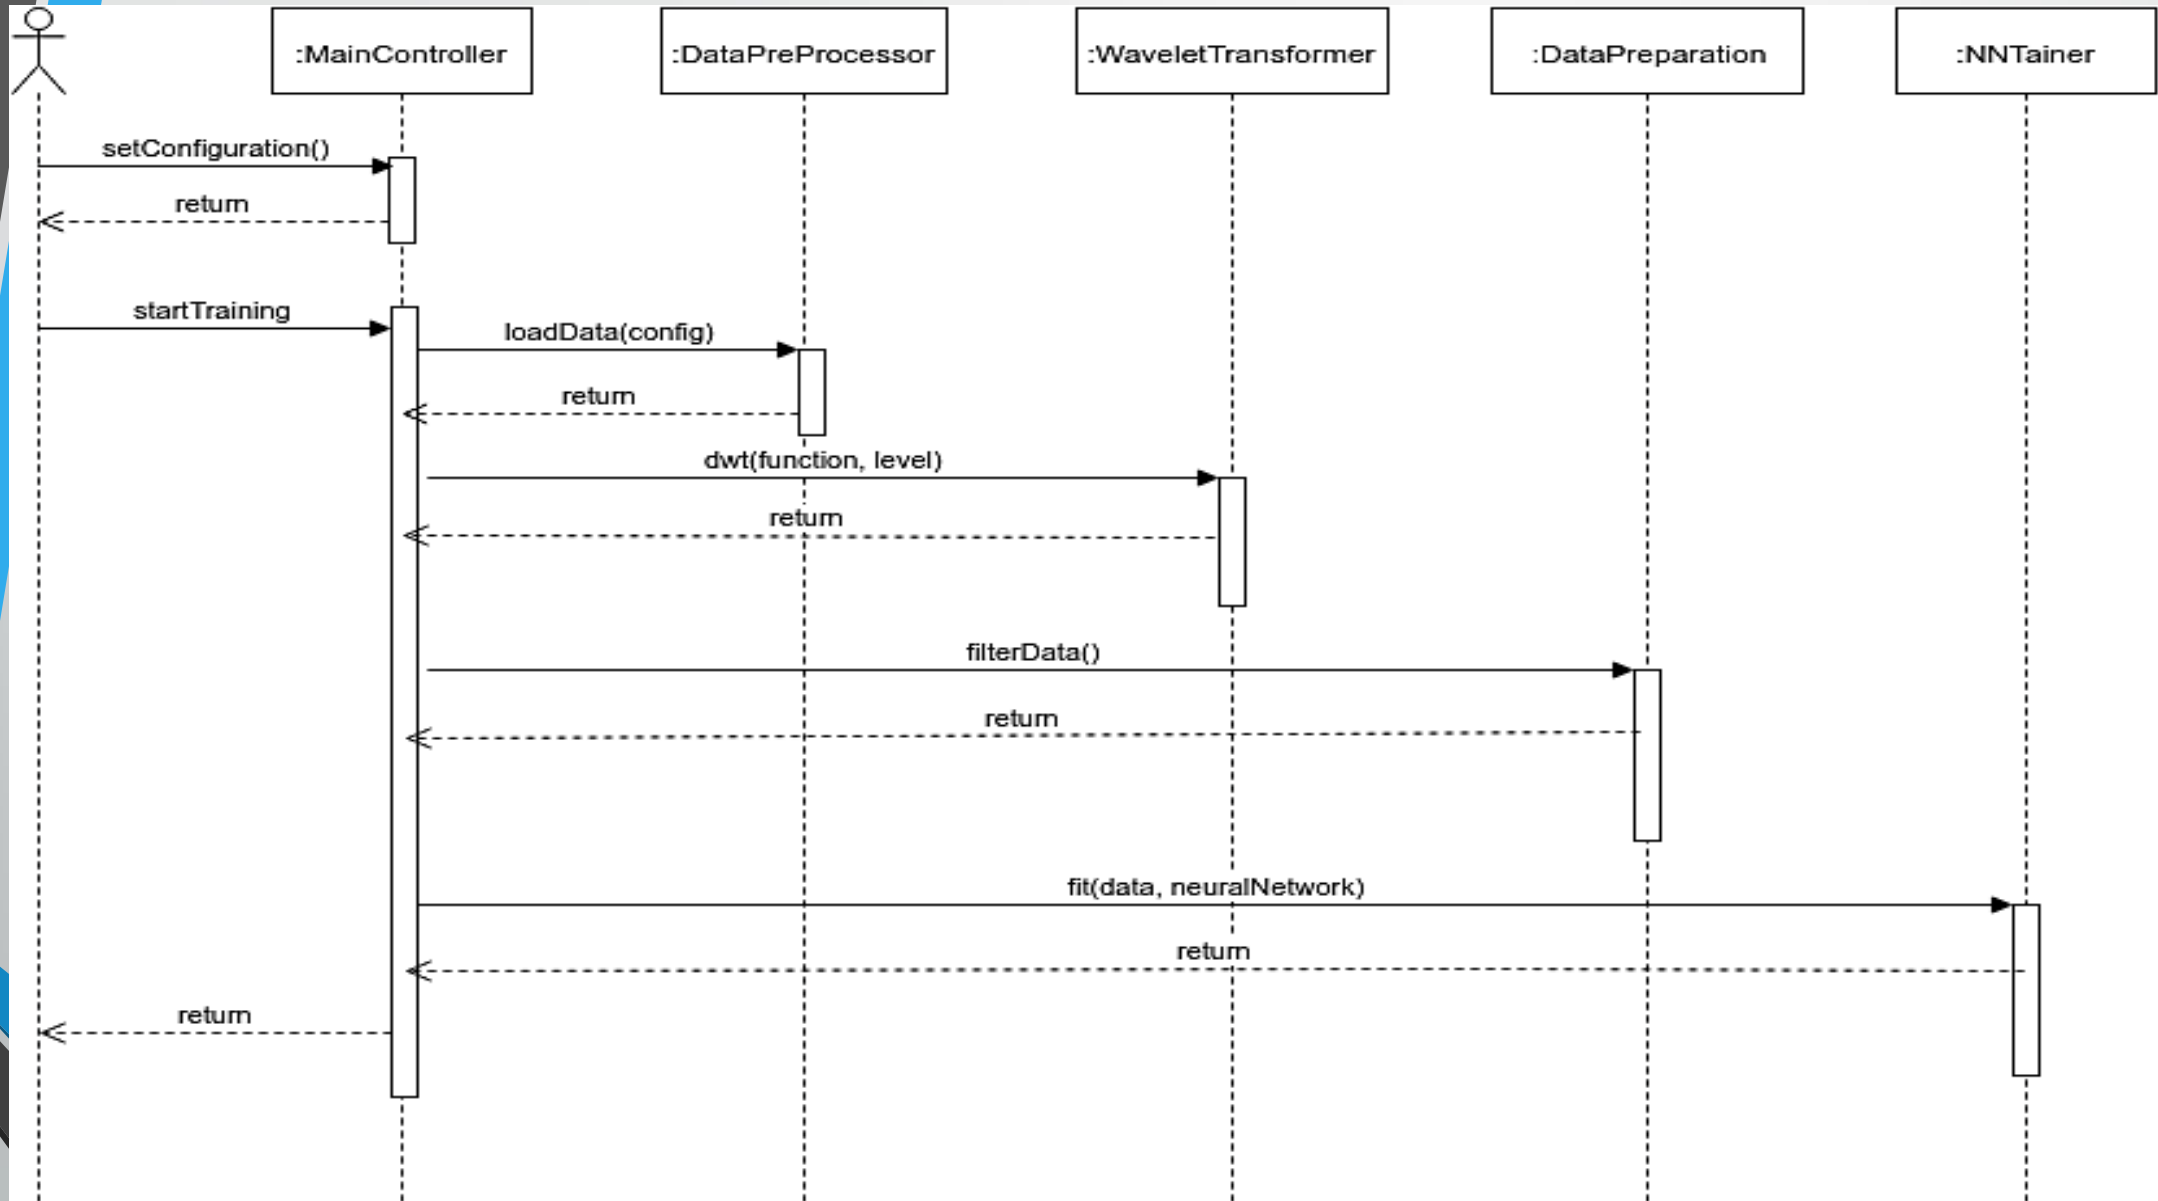 :MainController
:DataPreProcessor
:WaveletTransformer
:DataPreparation
:NNTainer
setConfiguration()
return
startTraining
loadData(config)
return
dwt(function, level)
return
filterData()
return
fit(data, neuralNetwork)
return
return